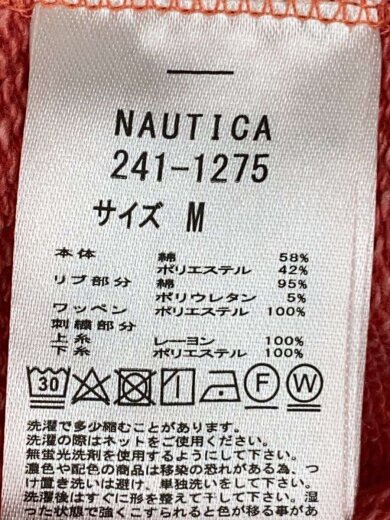 NAUTICA
241-1275
サイズ M
本体 綿 58%
ポリエステル 42%
リブ部分 綿 95%
ポリウレタン 5%
ワッペン ポリエステル 100%
刺繍部分
上糸 レーヨン 100%
下糸 ポリエステル 100%
30 F W
洗濯で多少縮むことがあります。
洗濯の際はネットをご使用ください。
無蛍光洗剤を使用するようにして下さい。
濃色や配色の商品は移染の恐れがある為、つ
け置き洗いは避け、単独洗いをして下さい。
洗濯後はすぐに形を整えて干して下さい。湿
った状態で強くこすられると色が移る事があ